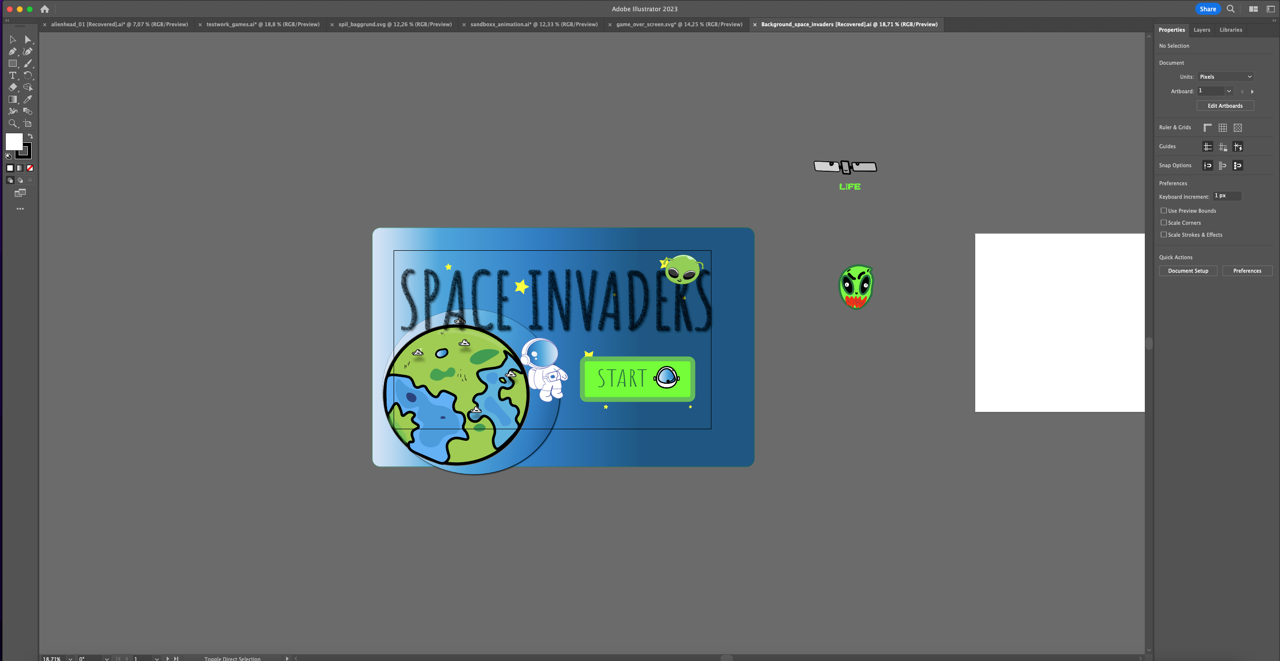 Adobe Illustrator 2023
Share
alienhead_01 [Recovered].ai* @ 7,07 % (RGB/Preview)
testwork_games.ai* @ 18,8 % (RGB/Preview)
spil_baggrund.svg @ 12,26 % (RGB/Preview)
sandboxx_animation.ai* @ 12,33 % (RGB/Preview)
game_over_screen.svg* @ 14,25 % (RGB/Preview)
Background_space_invaders [Recovered].ai @ 18,71 % (RGB/Preview)
Properties
Layers
Libraries
No Selection
Document
Units:
Pixels
Artboard:
1
Edit Artboards
Ruler & Grids
Guides
Snap Options
Preferences
Keyboard Increment:
1 px
Use Preview Bounds
Scale Corners
Scale Strokes & Effects
Quick Actions
Document Setup
Preferences
LIFE
SPACE INVADERS
START
18,71%
0°
1
Toggle Direct Selection